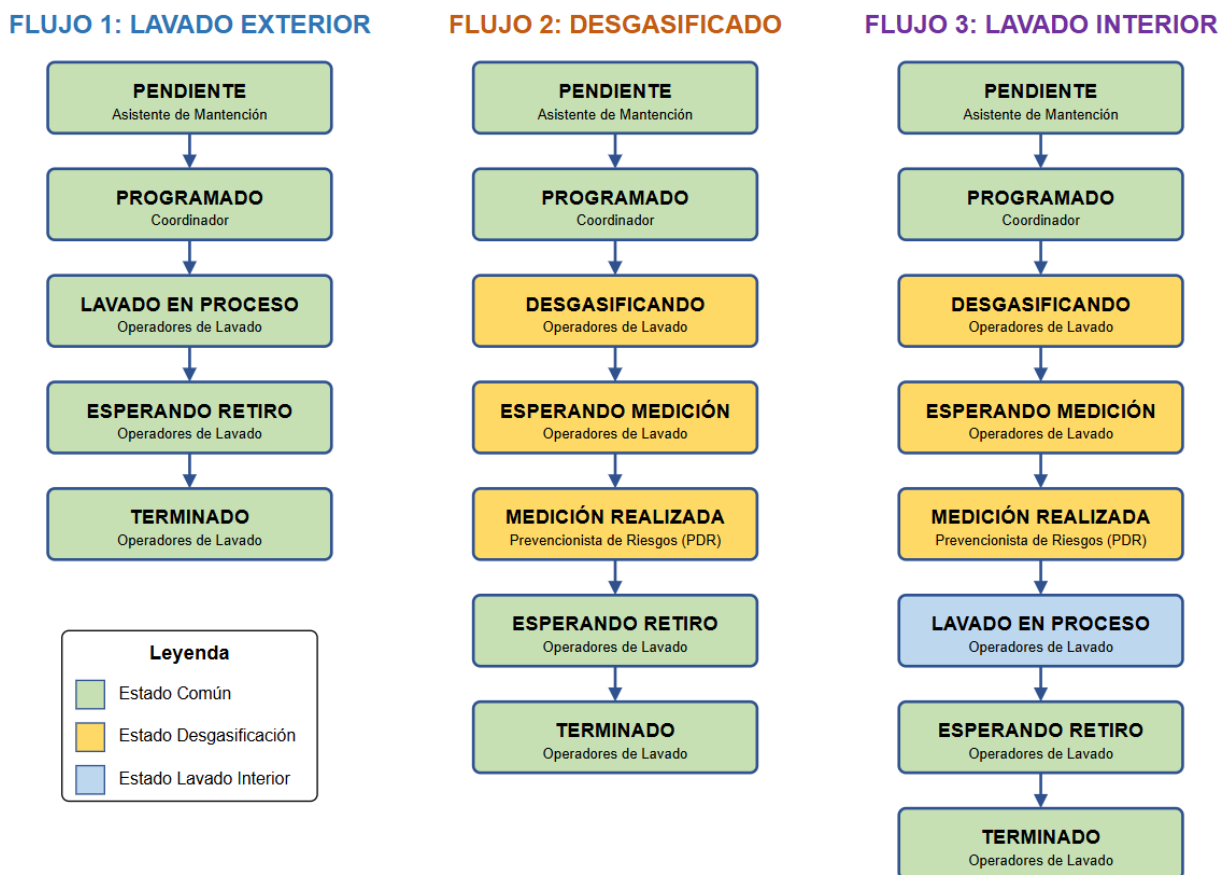 FLUJO 1: LAVADO EXTERIOR
PENDIENTE
Asistente de Mantención
PROGRAMADO
Coordinador
LAVADO EN PROCESO
Operadores de Lavado
ESPERANDO RETIRO
Operadores de Lavado
TERMINADO
Operadores de Lavado
Leyenda
Estado Común
Estado Desgasificación
Estado Lavado Interior
FLUJO 2: DESGASIFICADO
PENDIENTE
Asistente de Mantención
PROGRAMADO
Coordinador
DESGASIFICANDO
Operadores de Lavado
ESPERANDO MEDICIÓN
Operadores de Lavado
MEDICIÓN REALIZADA
Prevencionista de Riesgos (PDR)
ESPERANDO RETIRO
Operadores de Lavado
TERMINADO
Operadores de Lavado
FLUJO 3: LAVADO INTERIOR
PENDIENTE
Asistente de Mantención
PROGRAMADO
Coordinador
DESGASIFICANDO
Operadores de Lavado
ESPERANDO MEDICIÓN
Operadores de Lavado
MEDICIÓN REALIZADA
Prevencionista de Riesgos (PDR)
LAVADO EN PROCESO
Operadores de Lavado
ESPERANDO RETIRO
Operadores de Lavado
TERMINADO
Operadores de Lavado